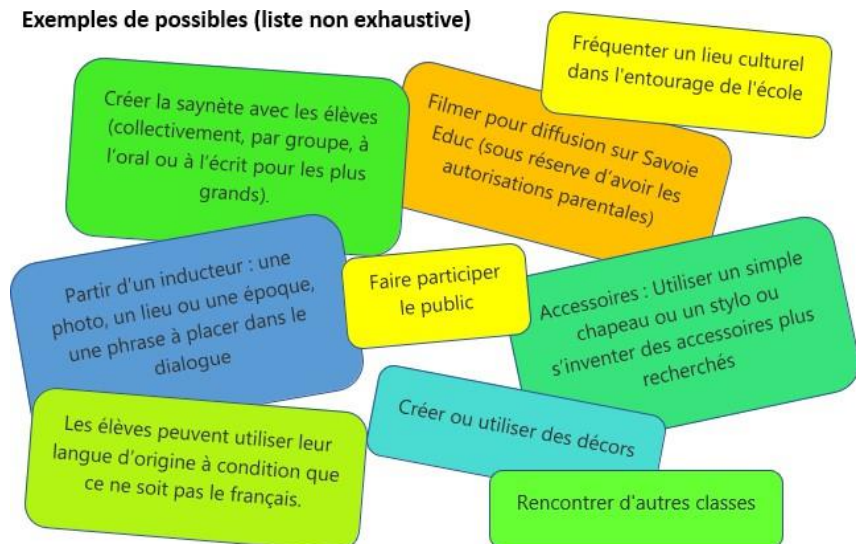 Exemples de possibles (liste non exhaustive)
Fréquenter un lieu culturel
dans l'entourage de l'école
Créer la saynète avec les élèves
(collectivement, par groupe, à
l'oral ou à l'écrit pour les plus
grands).
Filmer pour diffusion sur Savoie
Educ (sous réserve d'avoir les
autorisations parentales)
Partir d'un inducteur : une
photo, un lieu ou une époque,
une phrase à placer dans le
dialogue
Faire participer
le public
Accessoires : Utiliser un simple
chapeau ou un stylo ou
s'inventer des accessoires plus
recherchés
Les élèves peuvent utiliser leur
langue d'origine à condition que
ce ne soit pas le français.
Créer ou utiliser des décors
Rencontrer d'autres classes